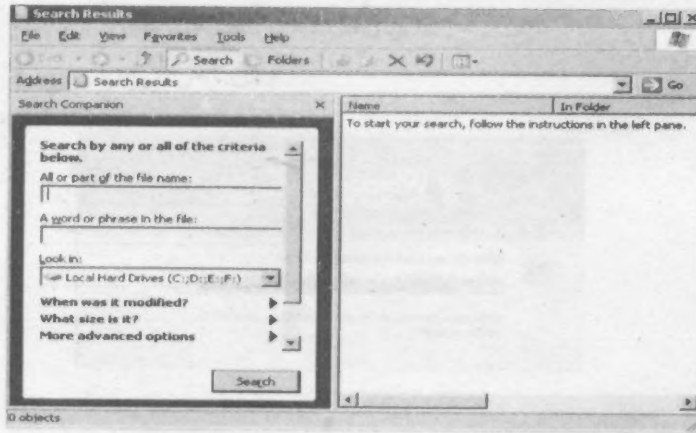 Search Results
File Edit View Favorites Tools Help
Back Search Folders
Address Search Results Go
Search Companion
Name In Folder
To start your search, follow the instructions in the left pane.
Search by any or all of the criteria below.
All or part of the file name:
A word or phrase in the file:
Look in:
Local Hard Drives (C:;D:;E:;F:)
When was it modified?
What size is it?
More advanced options
Search
0 objects